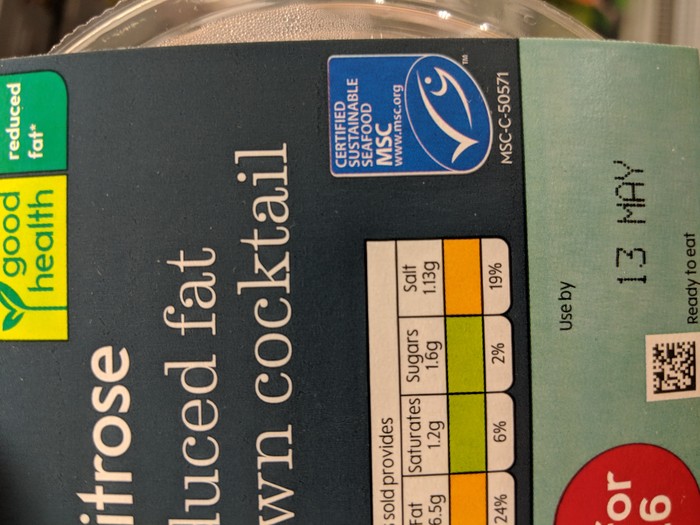 good
health
reduced
fat*
itrose
luced fat
wn cocktail
CERTIFIED
SUSTAINABLE
SEAFOOD
MSC
www.msc.org
TM
MSC-C-50571
s sold provides
Fat
6.5g
24%
Saturates
1.2g
6%
Sugars
1.6g
2%
Salt
1.13g
19%
Use by
13 MAY
Ready to eat
or
6